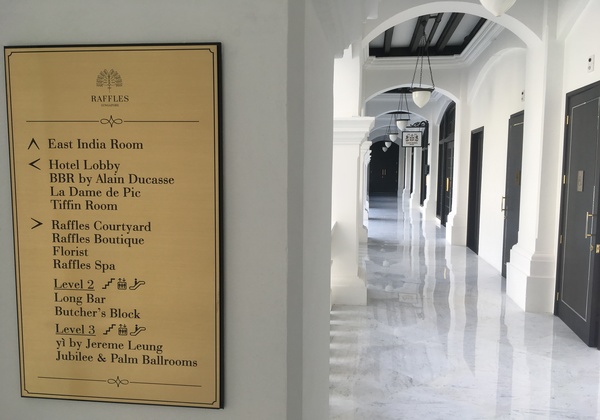 RAFFLES
SINGAPORE
East India Room
Hotel Lobby
BBR by Alain Ducasse
La Dame de Pic
Tiffin Room
Raffles Courtyard
Raffles Boutique
Florist
Raffles Spa
Level 2
Long Bar
Butcher's Block
Level 3
yì by Jereme Leung
Jubilee & Palm Ballrooms